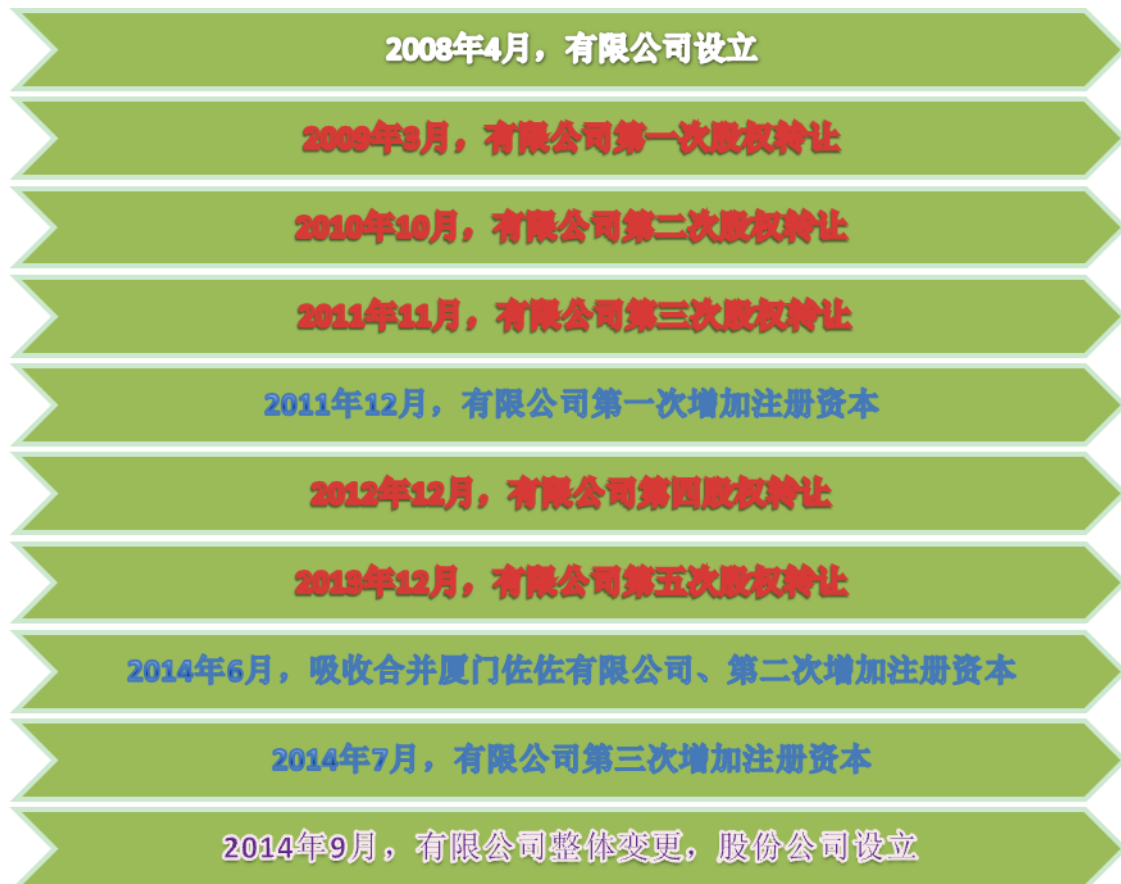 2008年4月，有限公司设立
2009年3月，有限公司第一次股权转让
2010年10月，有限公司第二次股权转让
2011年11月，有限公司第三次股权转让
2011年12月，有限公司第一次增加注册资本
2012年12月，有限公司第四股权转让
2013年12月，有限公司第五次股权转让
2014年6月，吸收合并厦门佐佐有限公司、第二次增加注册资本
2014年7月，有限公司第三次增加注册资本
2014年9月，有限公司整体变更，股份公司设立